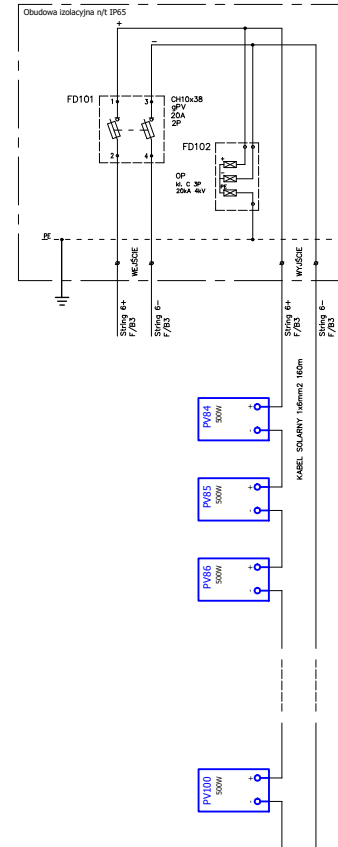 Obudowa izolacyjna n/t IP65
+
−
FD101
1
3
2
4
CH10x38
gPV
20A
2P
FD102
+
−
PE
OP
kl. C 3P
20kA 4kV
PE
WEJŚCIE
WYJŚCIE
String 6+
F/B3
String 6-
F/B3
String 6+
F/B3
String 6-
F/B3
KABEL SOLARNY 1x6mm2 160m
PV84
500W
+
-
PV85
500W
+
-
PV86
500W
+
-
PV100
500W
+
-